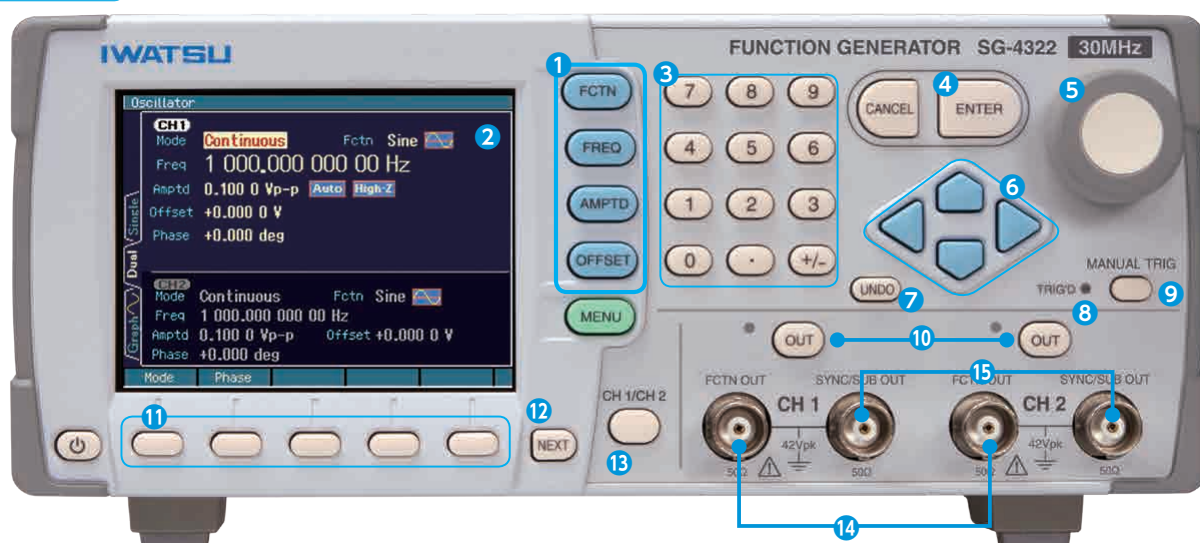 IWATSU
FUNCTION GENERATOR SG-4322 30MHz
Oscillator
CH1
Mode Continuous Fctn Sine
Freq 1 000.000 000 00 Hz
Amptd 0.100 0 Vp-p Auto High-Z
Offset +0.000 0 V
Phase +0.000 deg
Single
Dual
Graph
CH2
Mode Continuous Fctn Sine
Freq 1 000.000 000 00 Hz
Amptd 0.100 0 Vp-p Offset +0.000 0 V
Phase +0.000 deg
Mode Phase
2
1
FCTN
FREQ
AMPTD
OFFSET
MENU
3
7 8 9
4 5 6
1 2 3
0 · +/-
4
CANCEL ENTER
5
6
UNDO
7
MANUAL TRIG
TRIG'D
8
9
OUT 10 OUT
11
12
NEXT
CH 1/CH 2
13
FCTN OUT SYNC/SUB OUT 15 FCTN OUT SYNC/SUB OUT
CH 1 CH 2
42Vpk 42Vpk
50Ω 50Ω 50Ω 50Ω
14